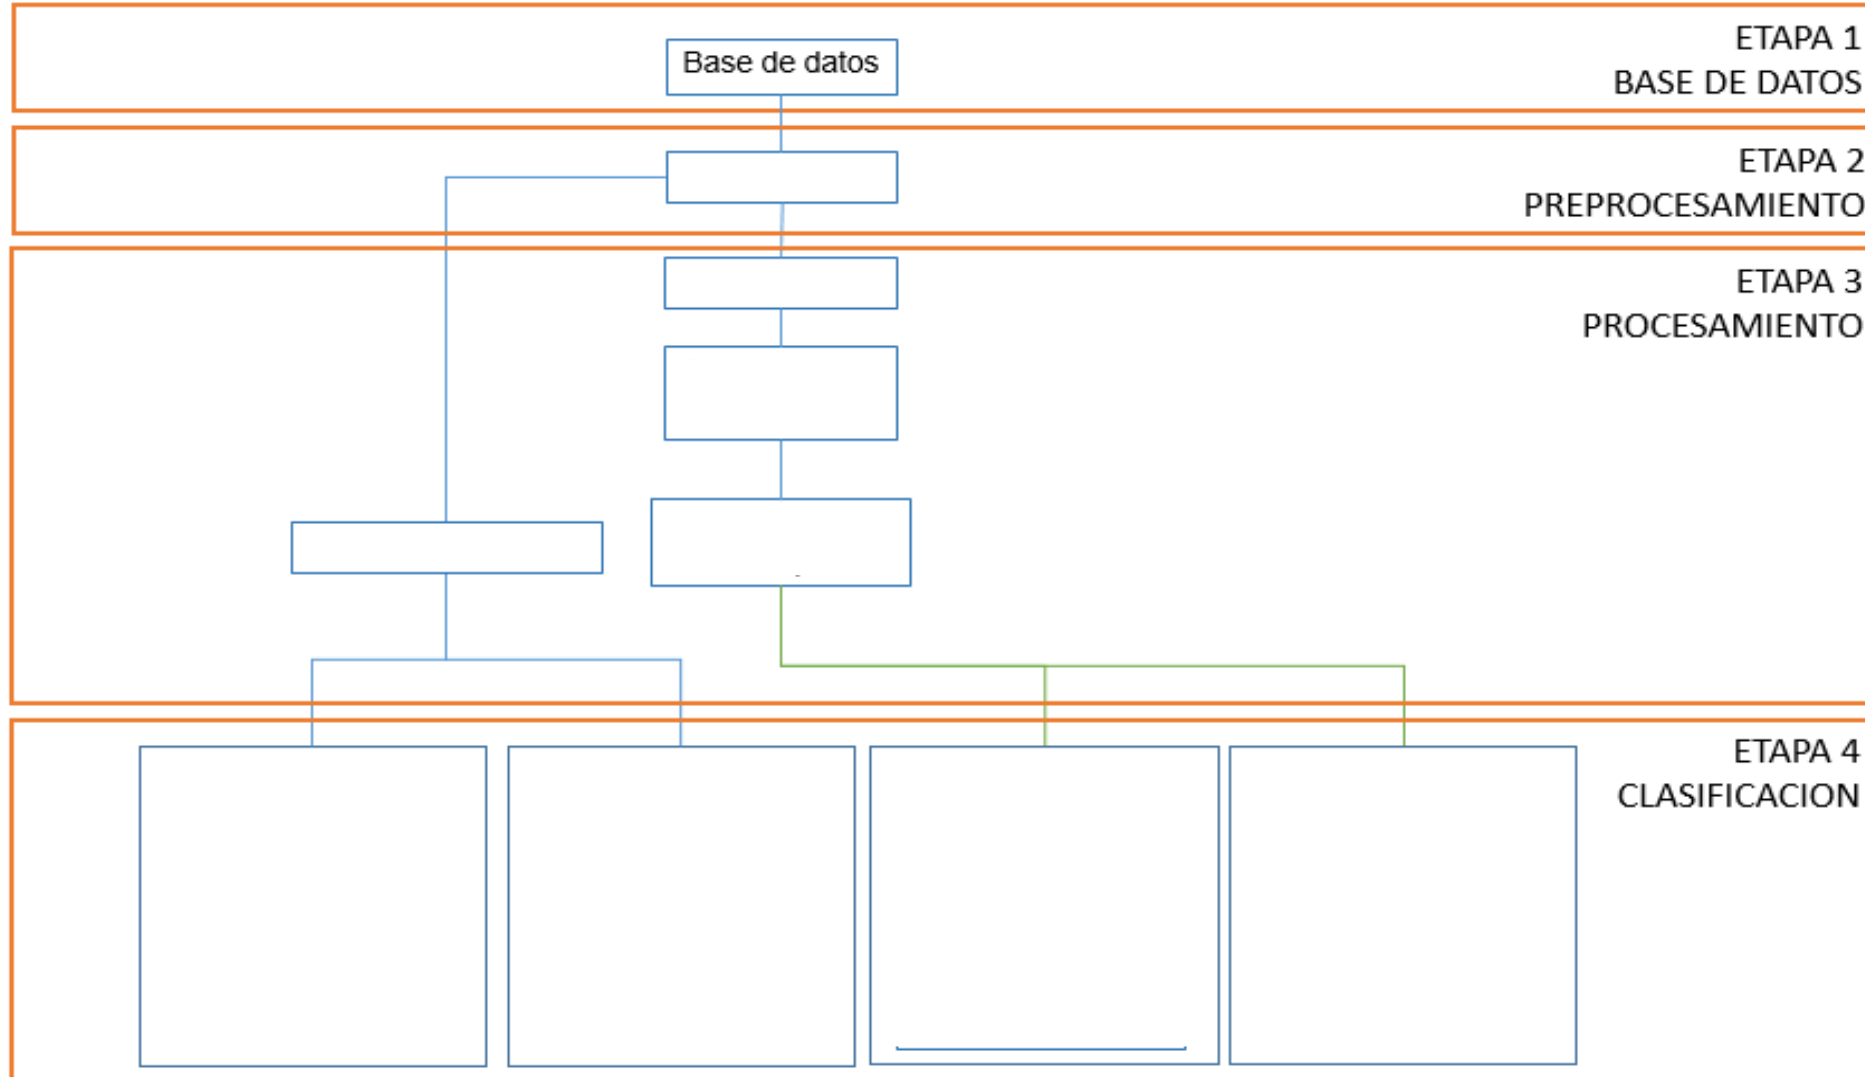 Base de datos
ETAPA 1
BASE DE DATOS
ETAPA 2
PREPROCESAMIENTO
ETAPA 3
PROCESAMIENTO
ETAPA 4
CLASIFICACION